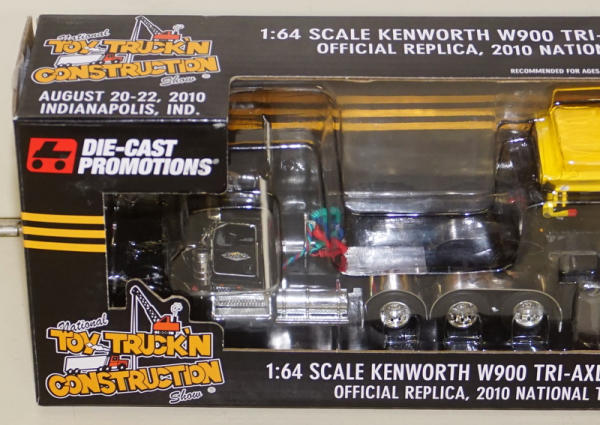 National
TOY TRUCK'N
CONSTRUCTION
Show
AUGUST 20-22, 2010
INDIANAPOLIS, IND.
DIE-CAST
PROMOTIONS®
1:64 SCALE KENWORTH W900 TRI-
OFFICIAL REPLICA, 2010 NATION
RECOMMENDED FOR AGES
National
TOY TRUCK'N
CONSTRUCTION
Show
1:64 SCALE KENWORTH W900 TRI-AXL
OFFICIAL REPLICA, 2010 NATIONAL T